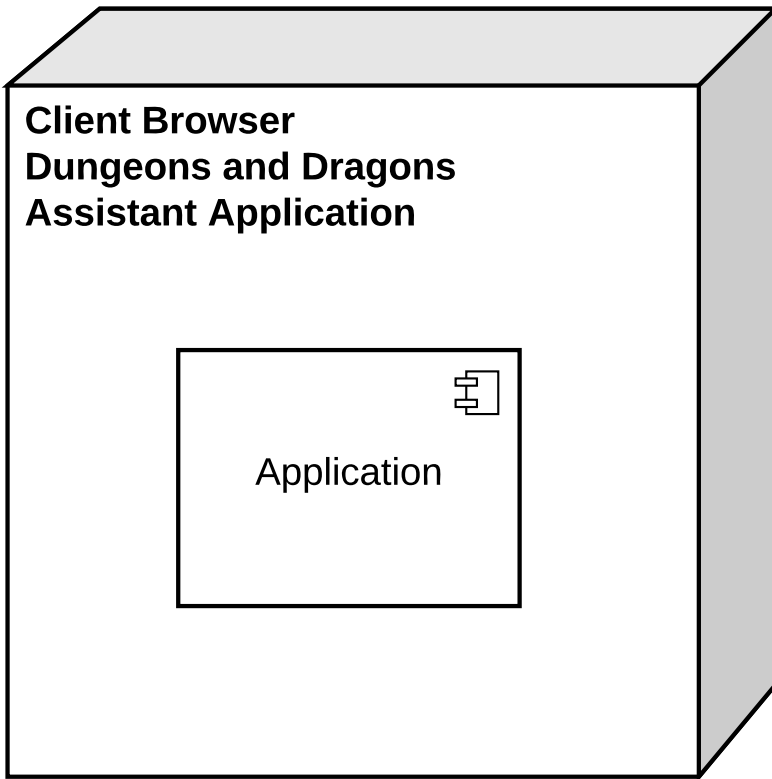 Client Browser
Dungeons and Dragons
Assistant Application
Application